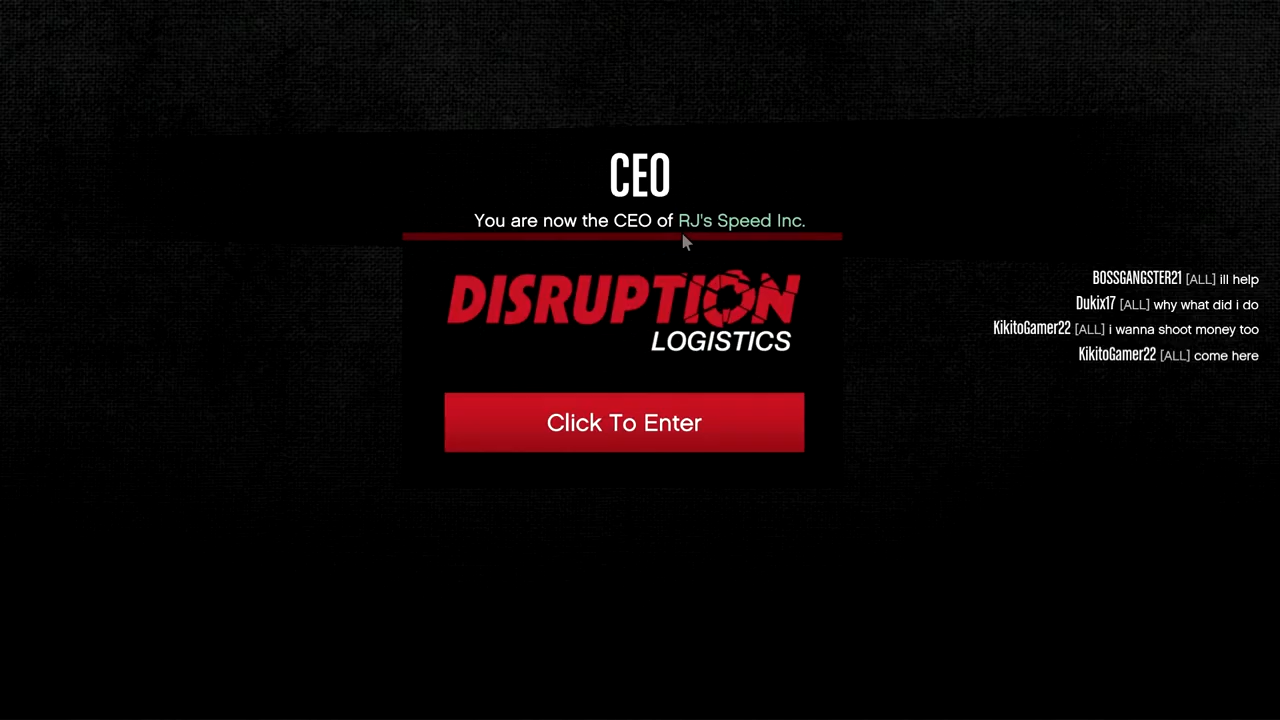 CEO
You are now the CEO of RJ's Speed Inc.
DISRUPTION
LOGISTICS
Click To Enter
BOSSGANGSTER21 [ALL] ill help
Dukix17 [ALL] why what did i do
KikitoGamer22 [ALL] i wanna shoot money too
KikitoGamer22 [ALL] come here